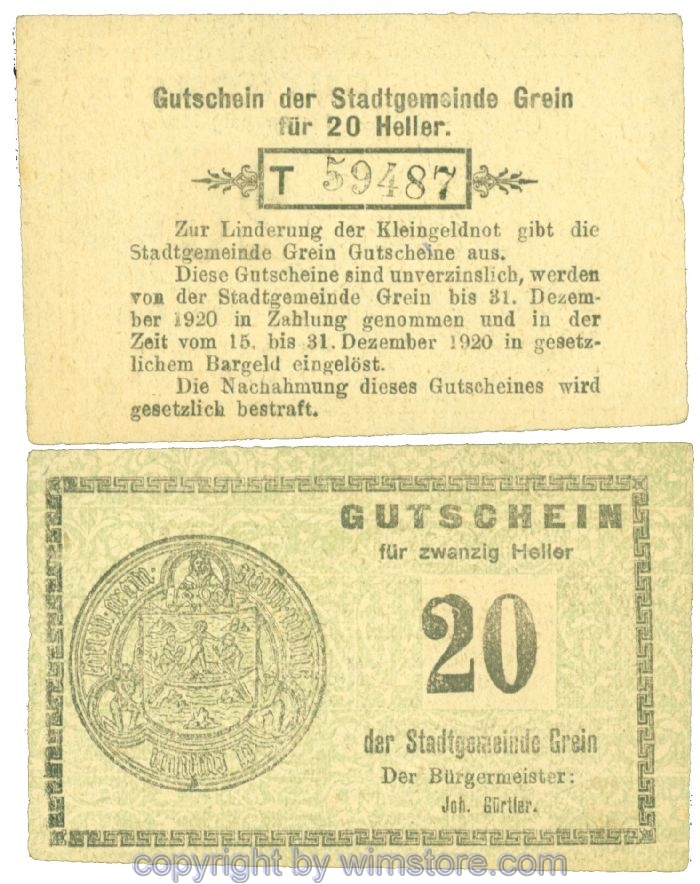 Gutschein der Stadtgemeinde Grein
für 20 Heller.
T 59487
Zur Linderung der Kleingeldnot gibt die
Stadtgemeinde Grein Gutscheine aus.
Diese Gutscheine sind unverzinslich, werden
von der Stadtgemeinde Grein bis 31. Dezem-
ber 1920 in Zahlung genommen und in der
Zeit vom 15. bis 31. Dezember 1920 in gesetz-
lichem Bargeld eingelöst.
Die Nachahmung dieses Gutscheines wird
gesetzlich bestraft.
GUTSCHEIN
für zwanzig Heller
20
der Stadtgemeinde Grein
Der Bürgermeister:
Joh. Gürtler.
copyright by wimstore.com